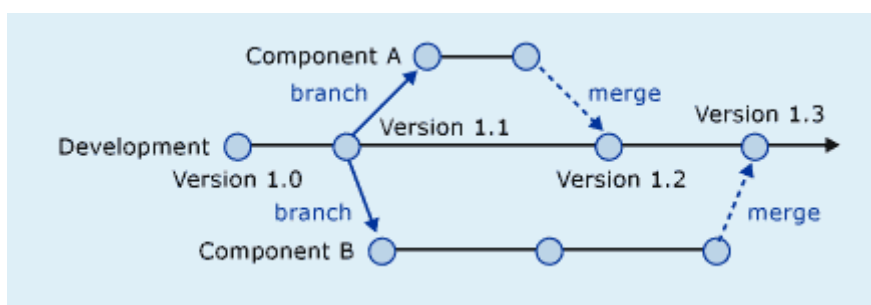 Component A
branch
merge
Version 1.3
Version 1.1
Development
Version 1.0
Version 1.2
branch
merge
Component B